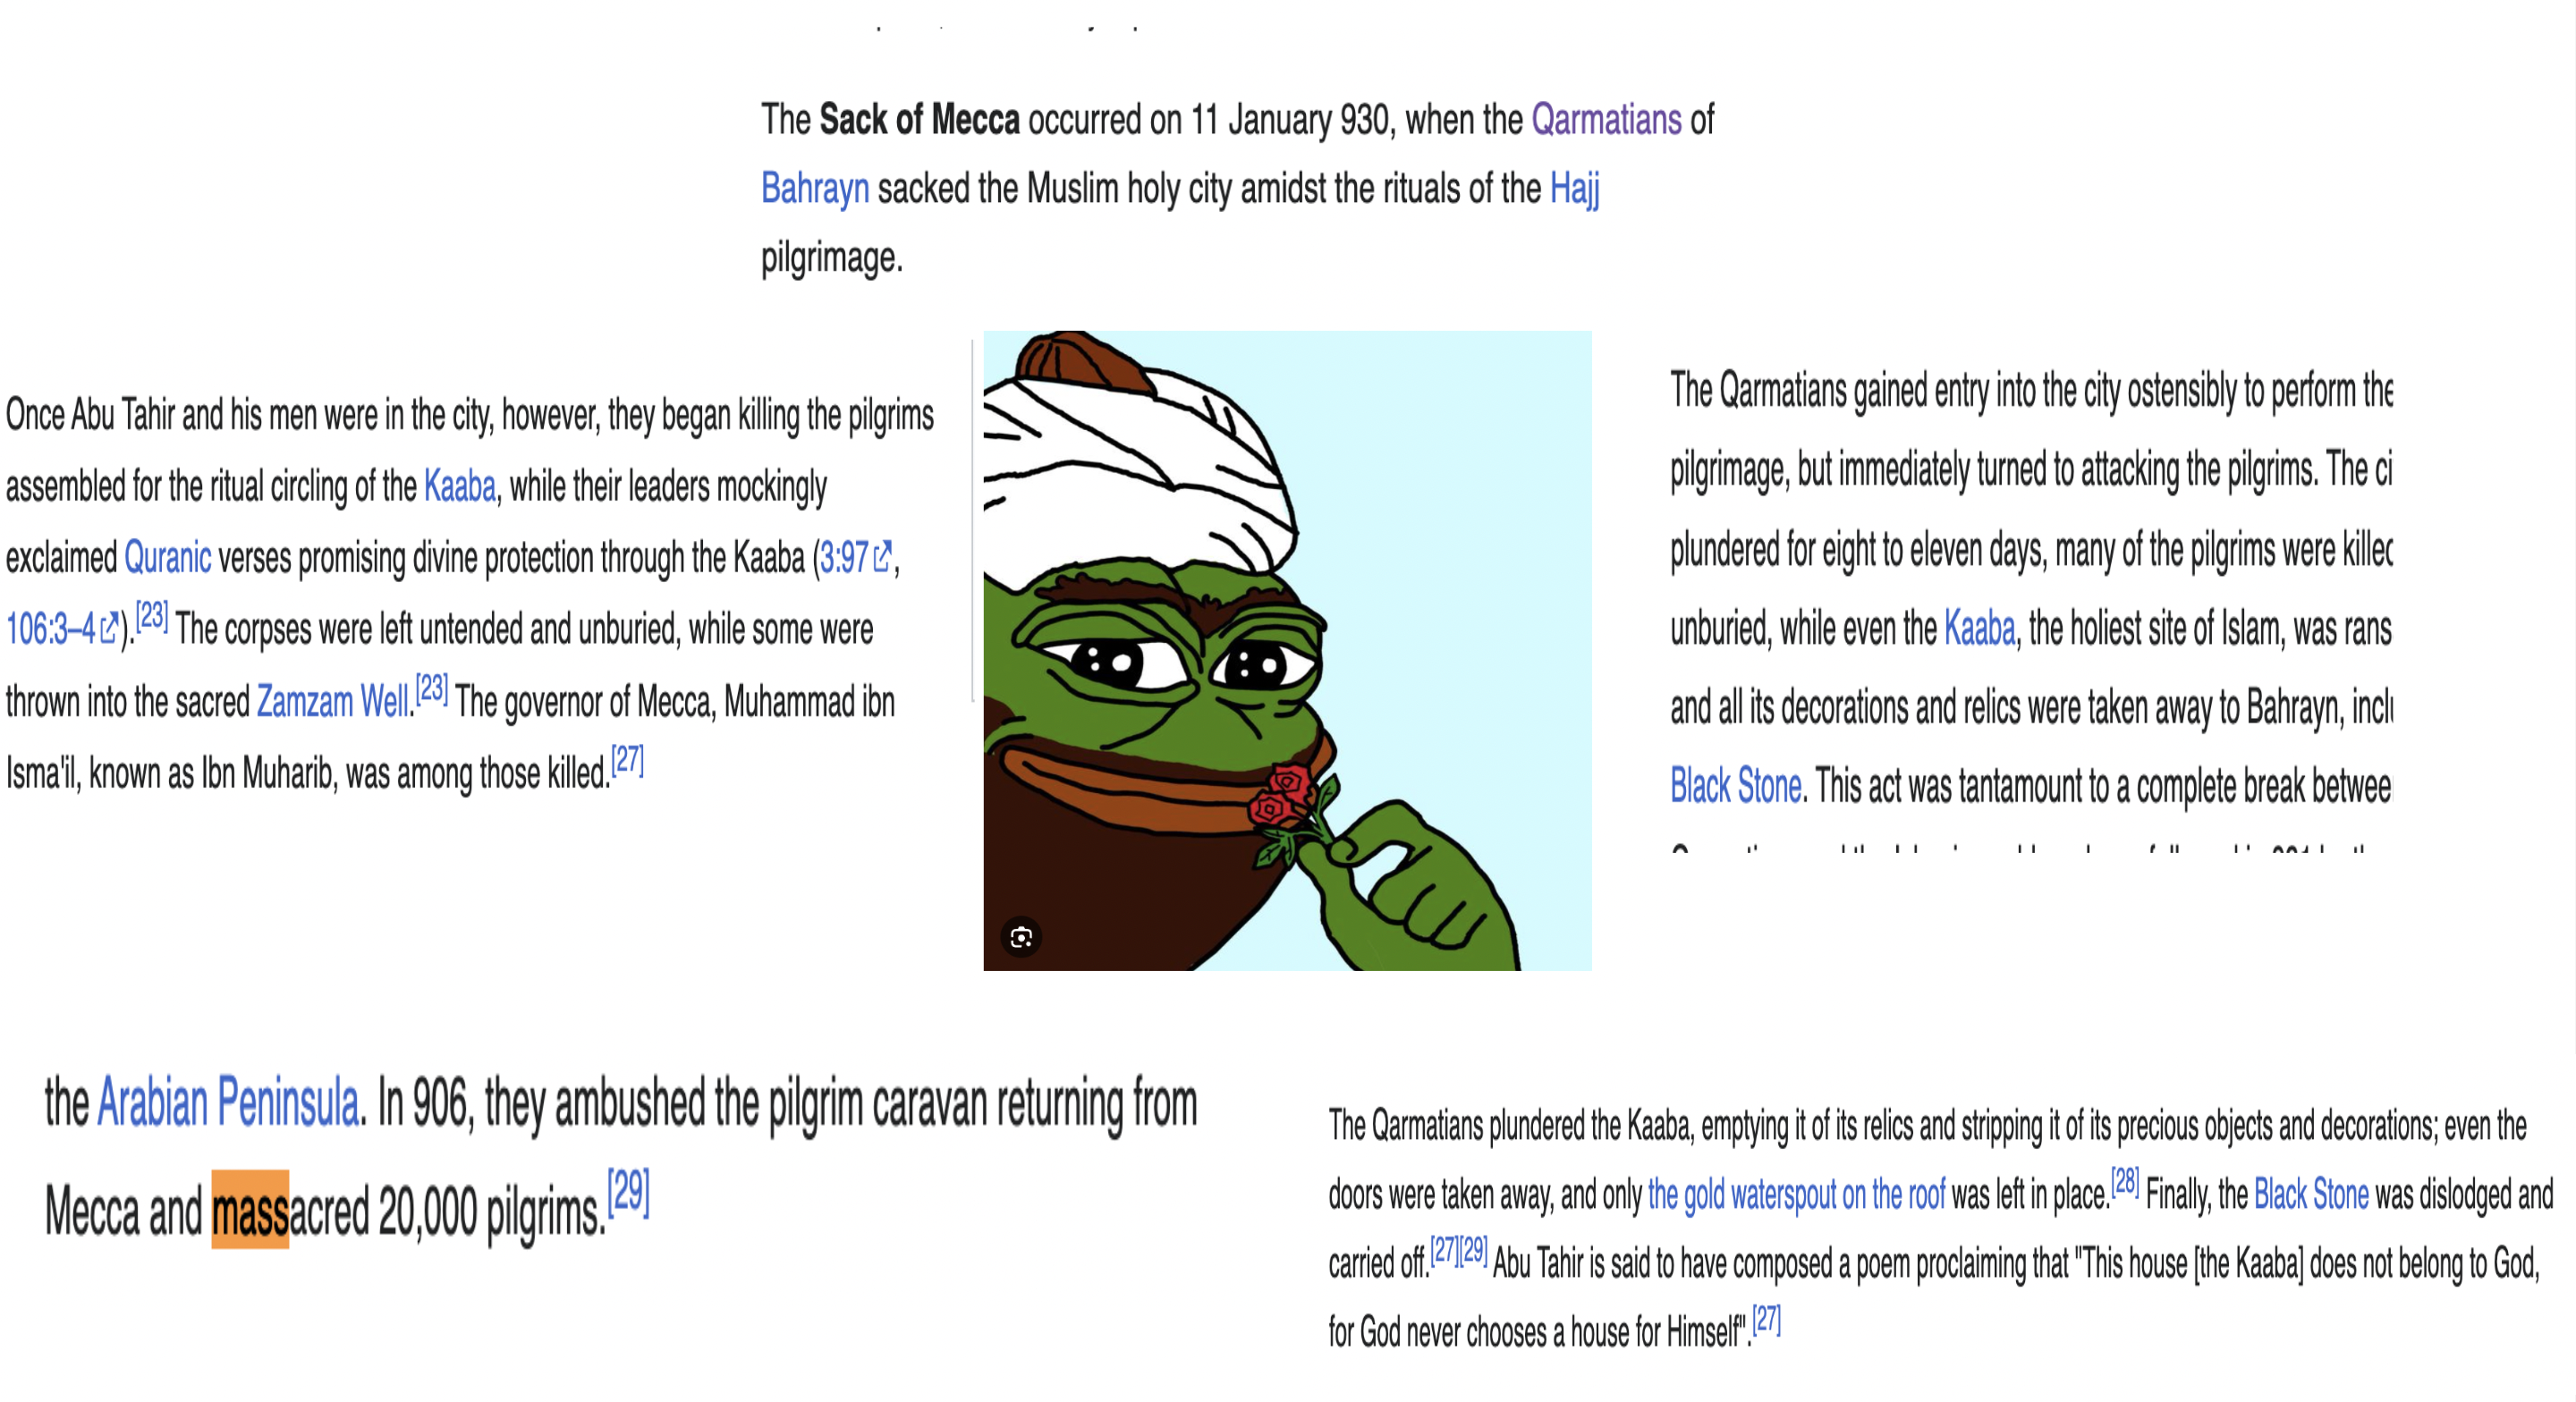 The Sack of Mecca occurred on 11 January 930, when the Qarmatians of
Bahrayn sacked the Muslim holy city amidst the rituals of the Hajj
pilgrimage.
Once Abu Tahir and his men were in the city, however, they began killing the pilgrims
assembled for the ritual circling of the Kaaba, while their leaders mockingly
exclaimed Quranic verses promising divine protection through the Kaaba (3:97,
106:3–4).[23] The corpses were left untended and unburied, while some were
thrown into the sacred Zamzam Well.[23] The governor of Mecca, Muhammad ibn
Isma'il, known as Ibn Muharib, was among those killed.[27]
The Qarmatians gained entry into the city ostensibly to perform the
pilgrimage, but immediately turned to attacking the pilgrims. The ci
plundered for eight to eleven days, many of the pilgrims were killed
unburied, while even the Kaaba, the holiest site of Islam, was rans
and all its decorations and relics were taken away to Bahrayn, incl
Black Stone. This act was tantamount to a complete break betwee
the Arabian Peninsula. In 906, they ambushed the pilgrim caravan returning from
Mecca and massacred 20,000 pilgrims.[29]
The Qarmatians plundered the Kaaba, emptying it of its relics and stripping it of its precious objects and decorations; even the
doors were taken away, and only the gold waterspout on the roof was left in place.[28] Finally, the Black Stone was dislodged and
carried off.[27][29] Abu Tahir is said to have composed a poem proclaiming that "This house [the Kaaba] does not belong to God,
for God never chooses a house for Himself".[27]